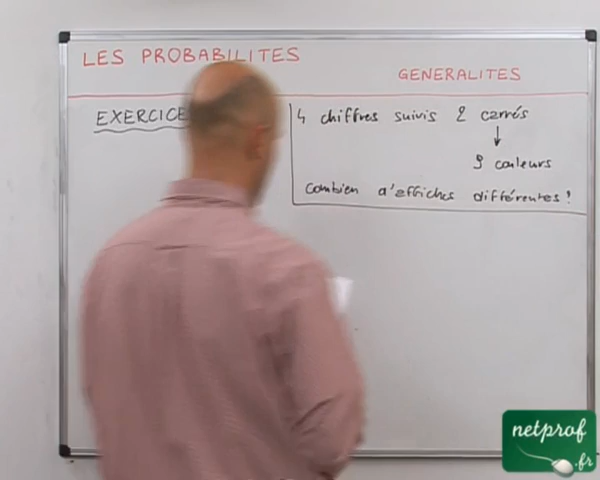 LES PROBABILITES
GENERALITES
EXERCICE
4 chiffres suivis 2 carrés
9 couleurs
combien d'affiches différentes ?
netprof
.fr